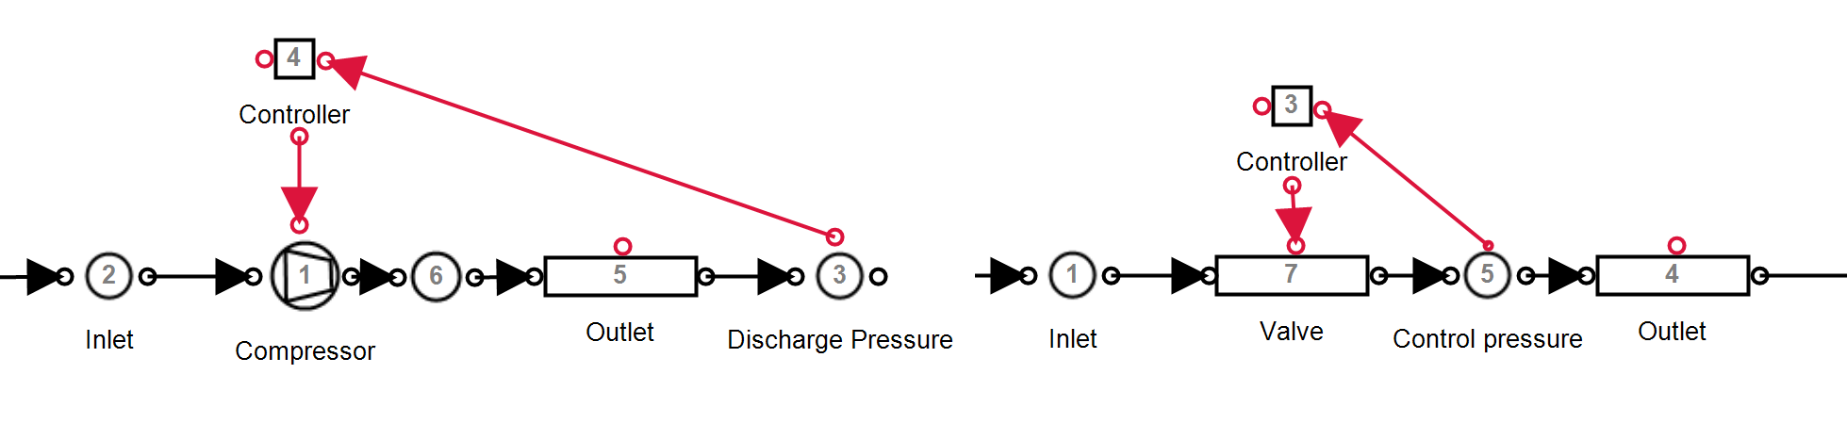 4
Controller
2
1
6
5
3
Inlet
Compressor
Outlet
Discharge Pressure
3
Controller
1
7
5
4
Inlet
Valve
Control pressure
Outlet